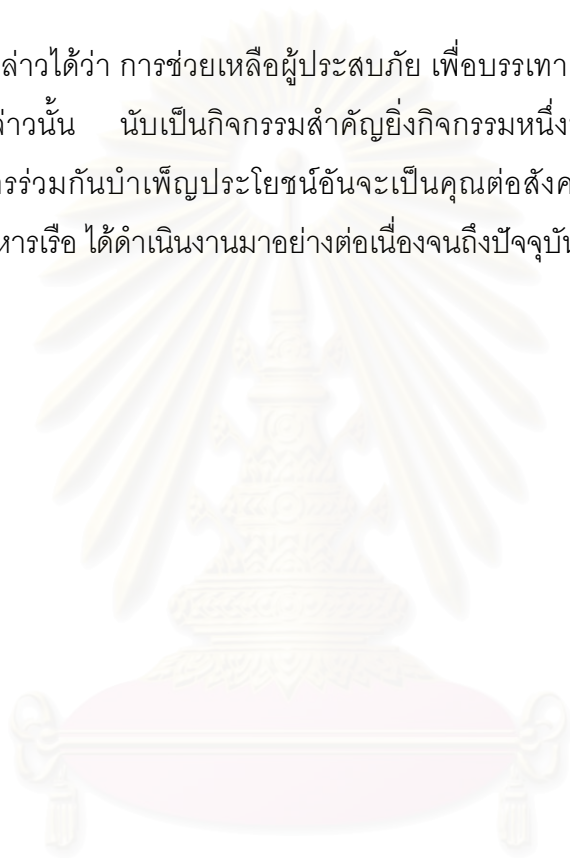 ล่าวได้ว่า การช่วยเหลือผู้ประสบภัย เพื่อบรรเทา
ล่าวนั้น นับเป็นกิจกรรมสำคัญยิ่งกิจกรรมหนึ่ง
รร่วมกันบำเพ็ญประโยชน์อันจะเป็นคุณต่อสังค
หารเรือ ได้ดำเนินงานมาอย่างต่อเนื่องจนถึงปัจจุบัน